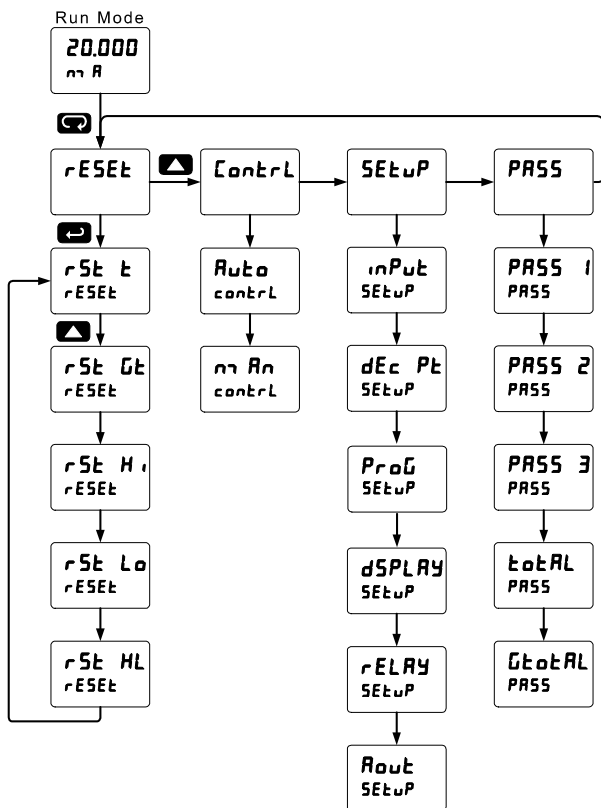 Run Mode
20.000
mA
rESEt
ContrL
SEtuP
PASS
rSt t
rESEt
Auto
contrL
inPut
SEtuP
PASS 1
PASS
rSt Gt
rESEt
mAn
contrL
dEc Pt
SEtuP
PASS 2
PASS
rSt Hi
rESEt
ProG
SEtuP
PASS 3
PASS
rSt Lo
rESEt
dSPLAY
SEtuP
totAL
PASS
rSt HL
rESEt
rELAY
SEtuP
GtotAL
PASS
Aout
SEtuP